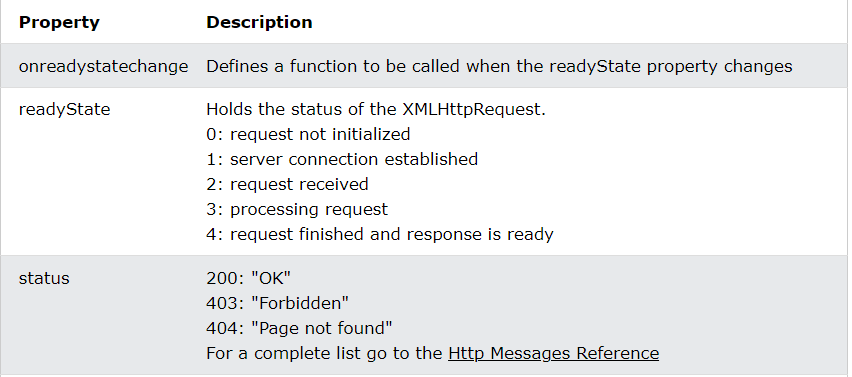 Property Description
onreadystatechange Defines a function to be called when the readyState property changes
readyState Holds the status of the XMLHttpRequest.
0: request not initialized
1: server connection established
2: request received
3: processing request
4: request finished and response is ready
status 200: "OK"
403: "Forbidden"
404: "Page not found"
For a complete list go to the Http Messages Reference